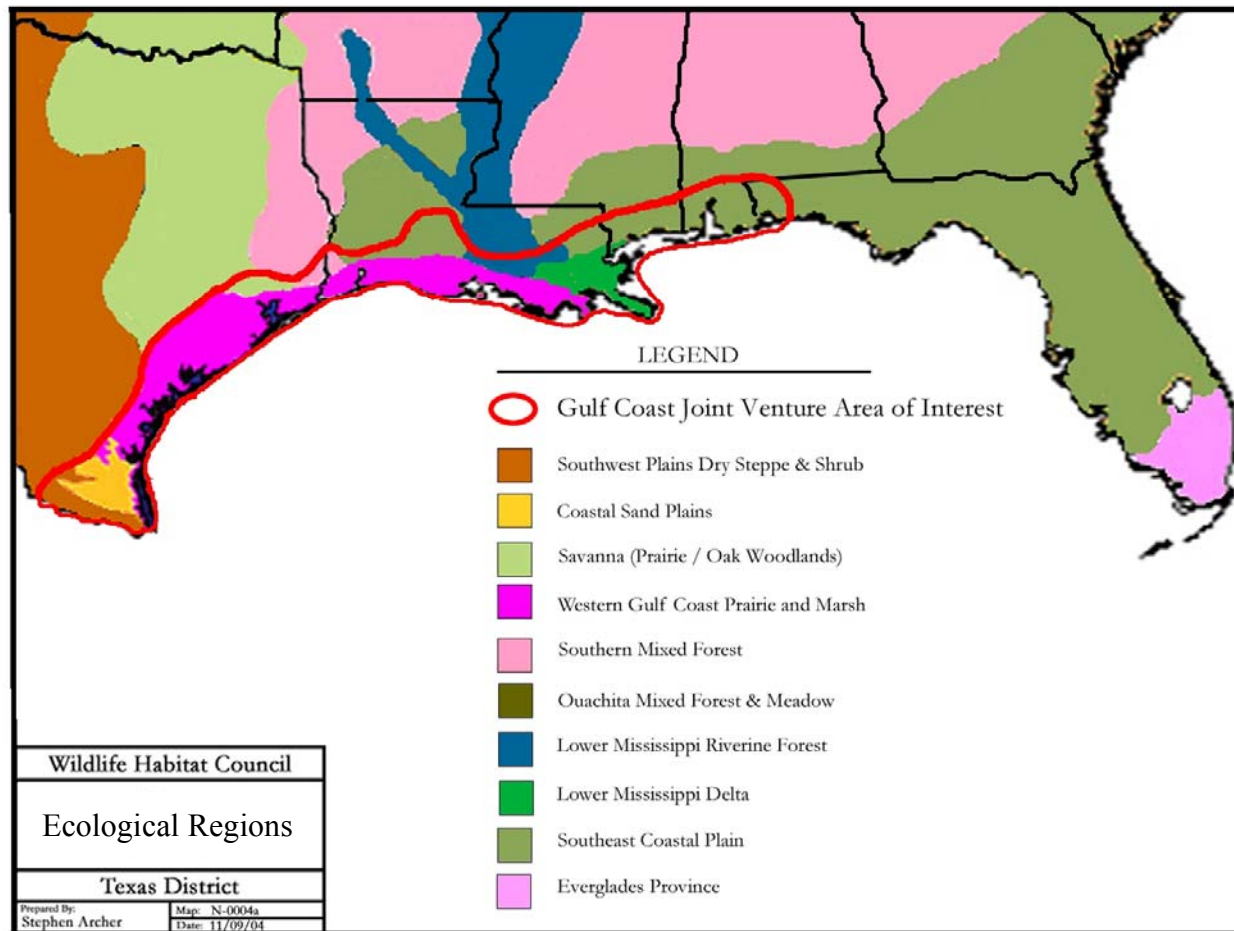 LEGEND
Gulf Coast Joint Venture Area of Interest
Southwest Plains Dry Steppe & Shrub
Coastal Sand Plains
Savanna (Prairie / Oak Woodlands)
Western Gulf Coast Prairie and Marsh
Southern Mixed Forest
Ouachita Mixed Forest & Meadow
Lower Mississippi Riverine Forest
Lower Mississippi Delta
Southeast Coastal Plain
Everglades Province
Wildlife Habitat Council
Ecological Regions
Texas District
Prepared By:
Stephen Archer
Map: N-0004a
Date: 11/09/04